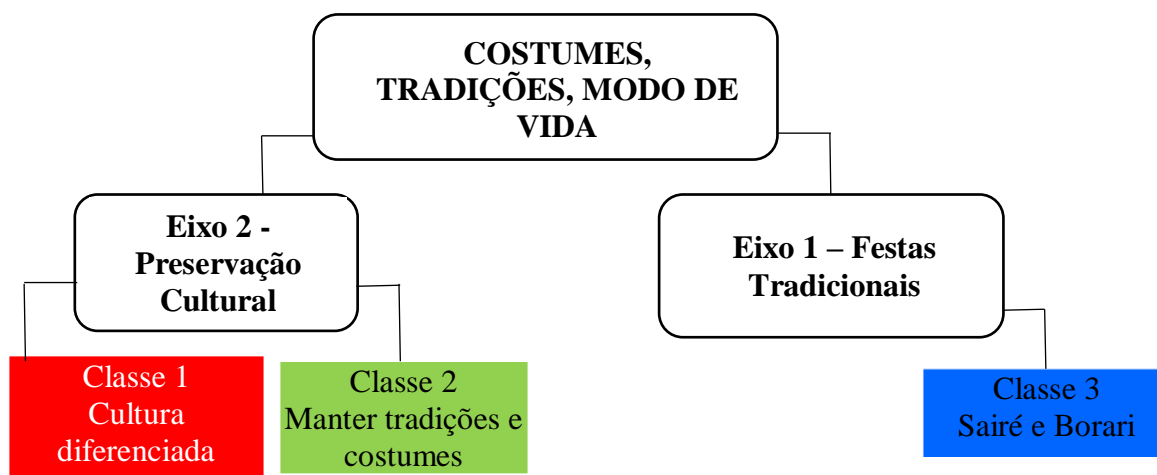 COSTUMES,
TRADIÇÕES, MODO DE
VIDA
Eixo 2 -
Preservação
Cultural
Eixo 1 – Festas
Tradicionais
Classe 1
Cultura
diferenciada
Classe 2
Manter tradições e
costumes
Classe 3
Sairé e Borari